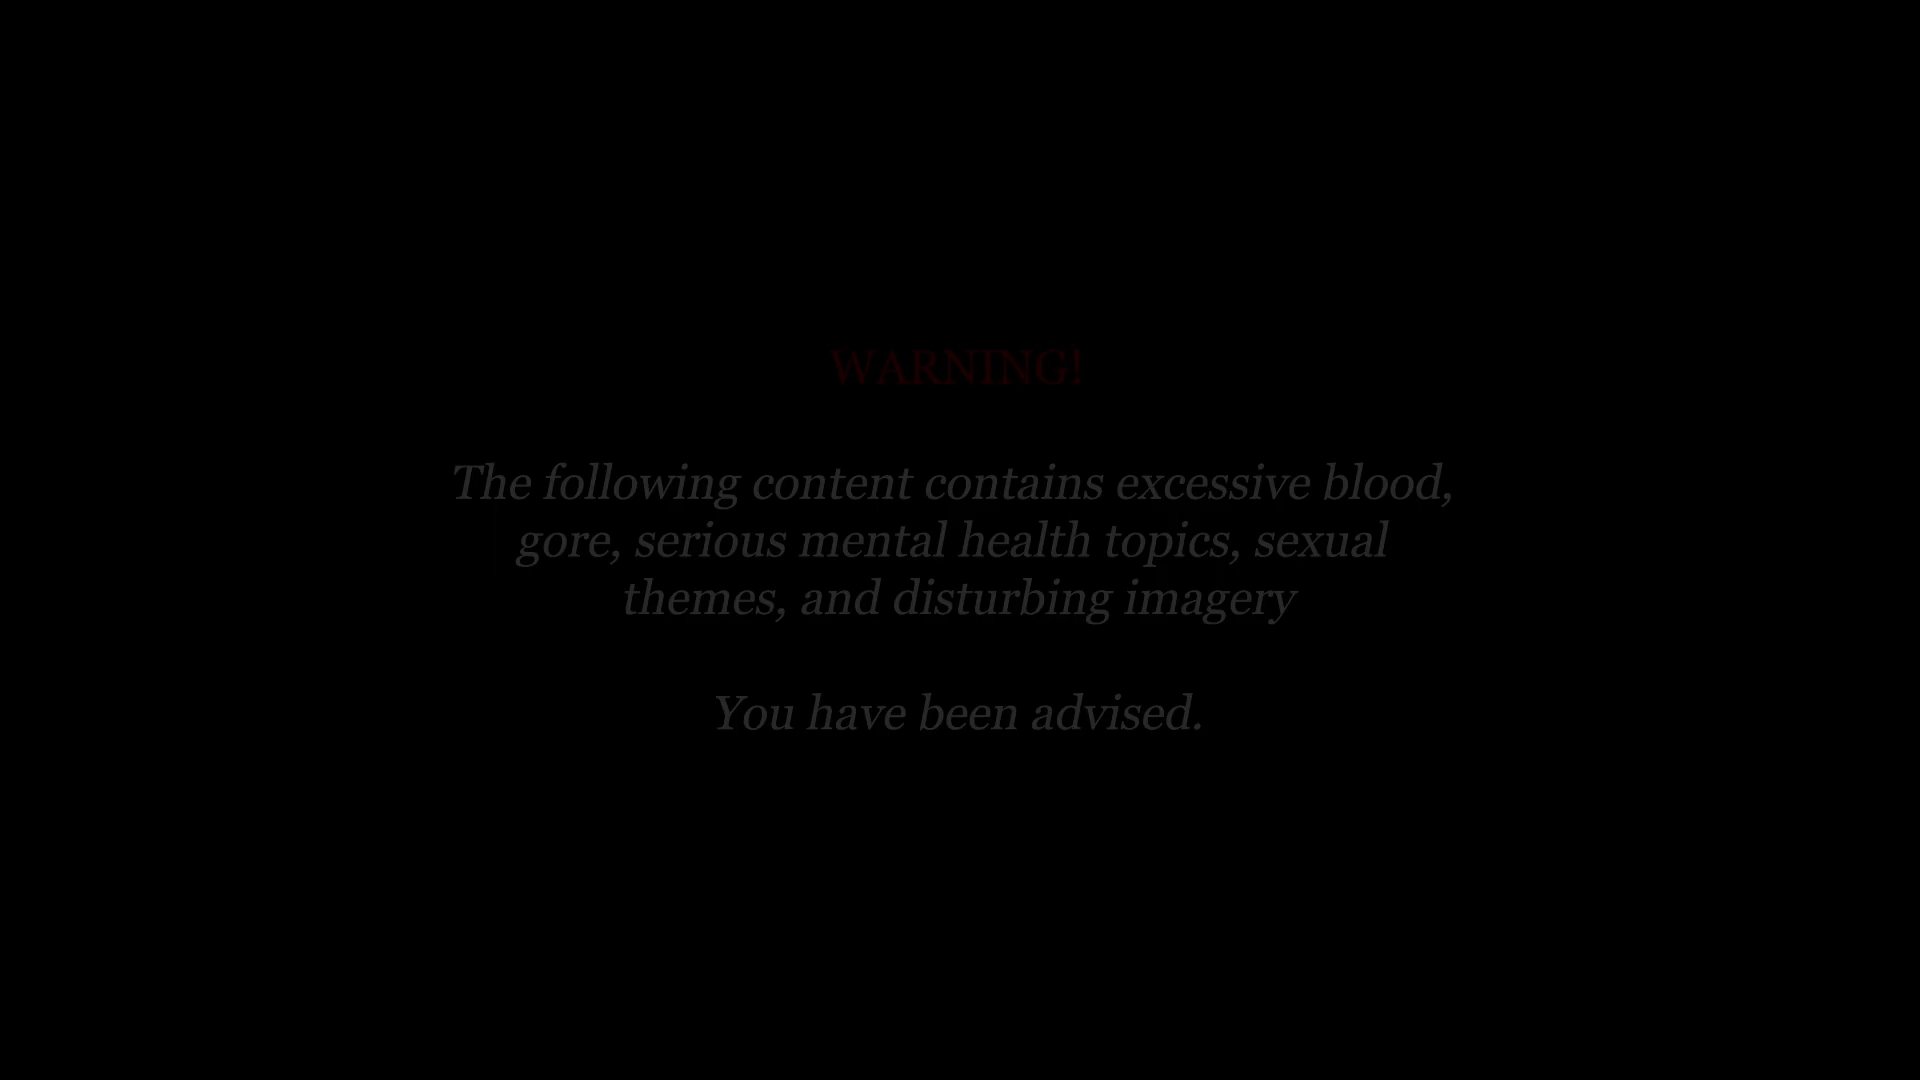 WARNING!
The following content contains excessive blood,
gore, serious mental health topics, sexual
themes, and disturbing imagery
You have been advised.